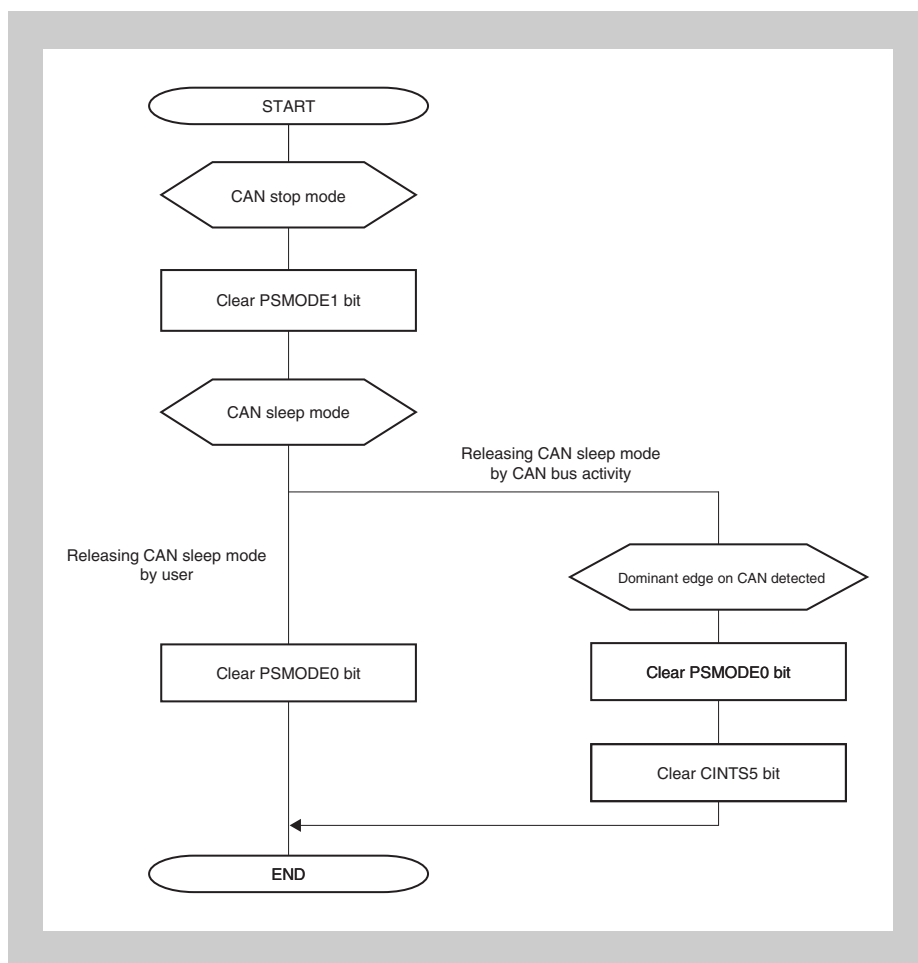 START
CAN stop mode
Clear PSMODE1 bit
CAN sleep mode
Releasing CAN sleep mode
by CAN bus activity
Releasing CAN sleep mode
by user
Dominant edge on CAN detected
Clear PSMODE0 bit
Clear PSMODE0 bit
Clear CINTS5 bit
END